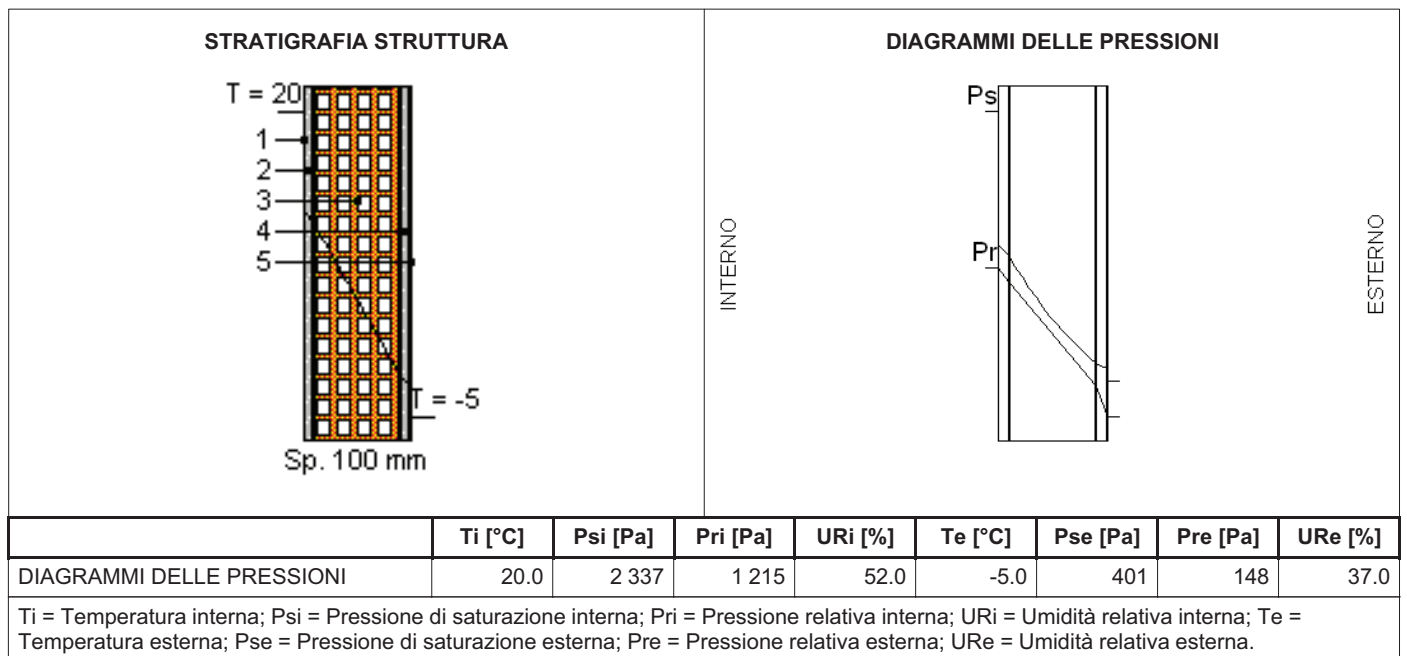 STRATIGRAFIA STRUTTURA
T = 20
1
2
3
4
5
T = -5
Sp. 100 mm
DIAGRAMMI DELLE PRESSIONI
Ps
Pr
INTERNO
ESTERNO
Ti [°C] Psi [Pa] Pri [Pa] URi [%] Te [°C] Pse [Pa] Pre [Pa] URe [%]
DIAGRAMMI DELLE PRESSIONI 20.0 2 337 1 215 52.0 -5.0 401 148 37.0
Ti = Temperatura interna; Psi = Pressione di saturazione interna; Pri = Pressione relativa interna; URi = Umidità relativa interna; Te =
Temperatura esterna; Pse = Pressione di saturazione esterna; Pre = Pressione relativa esterna; URe = Umidità relativa esterna.